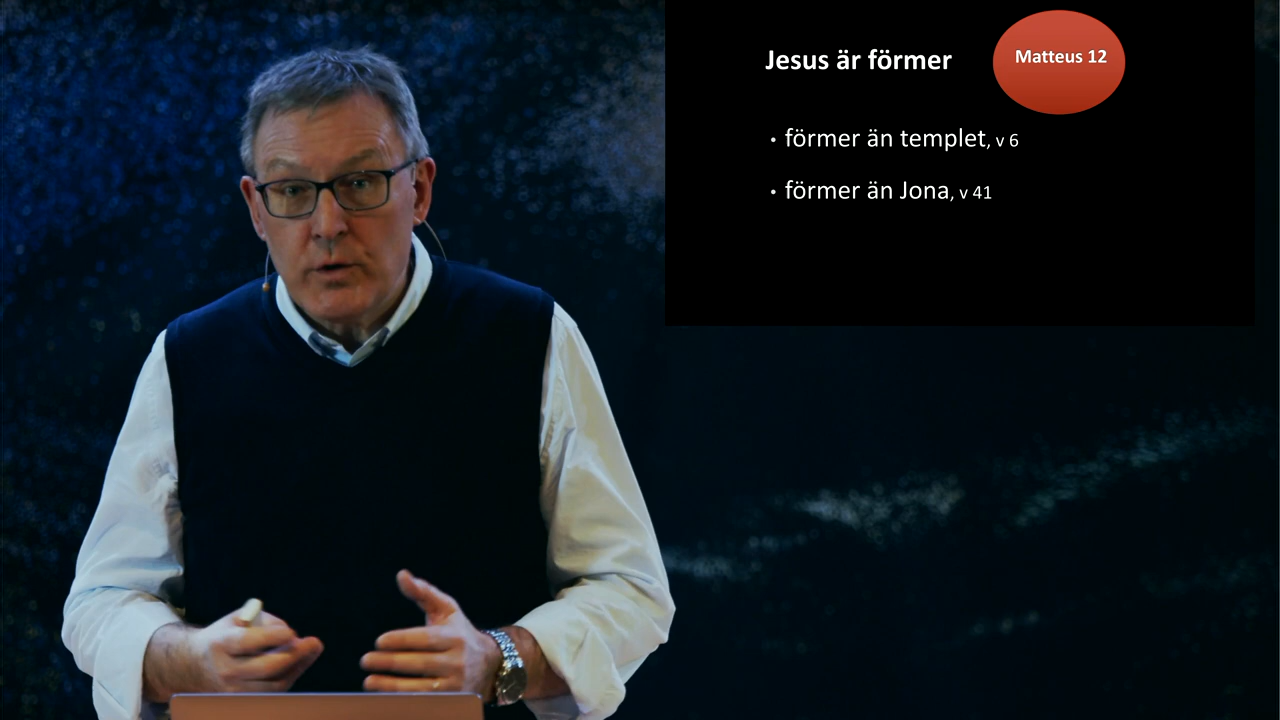 Jesus är förmer
Matteus 12
• förmer än templet, v 6
• förmer än Jona, v 41